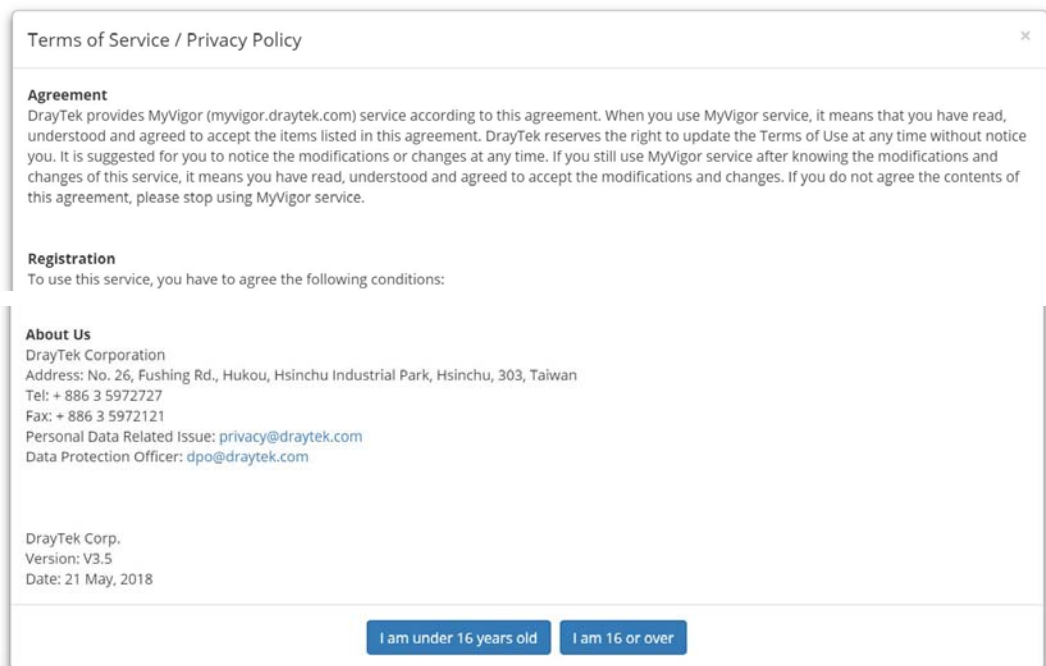 Terms of Service / Privacy Policy
×
Agreement
DrayTek provides MyVigor (myvigor.draytek.com) service according to this agreement. When you use MyVigor service, it means that you have read,
understood and agreed to accept the items listed in this agreement. DrayTek reserves the right to update the Terms of Use at any time without notice
you. It is suggested for you to notice the modifications or changes at any time. If you still use MyVigor service after knowing the modifications and
changes of this service, it means you have read, understood and agreed to accept the modifications and changes. If you do not agree the contents of
this agreement, please stop using MyVigor service.
Registration
To use this service, you have to agree the following conditions:
About Us
DrayTek Corporation
Address: No. 26, Fushing Rd., Hukou, Hsinchu Industrial Park, Hsinchu, 303, Taiwan
Tel: + 886 3 5972727
Fax: + 886 3 5972121
Personal Data Related Issue: privacy@draytek.com
Data Protection Officer: dpo@draytek.com
DrayTek Corp.
Version: V3.5
Date: 21 May, 2018
I am under 16 years old
I am 16 or over